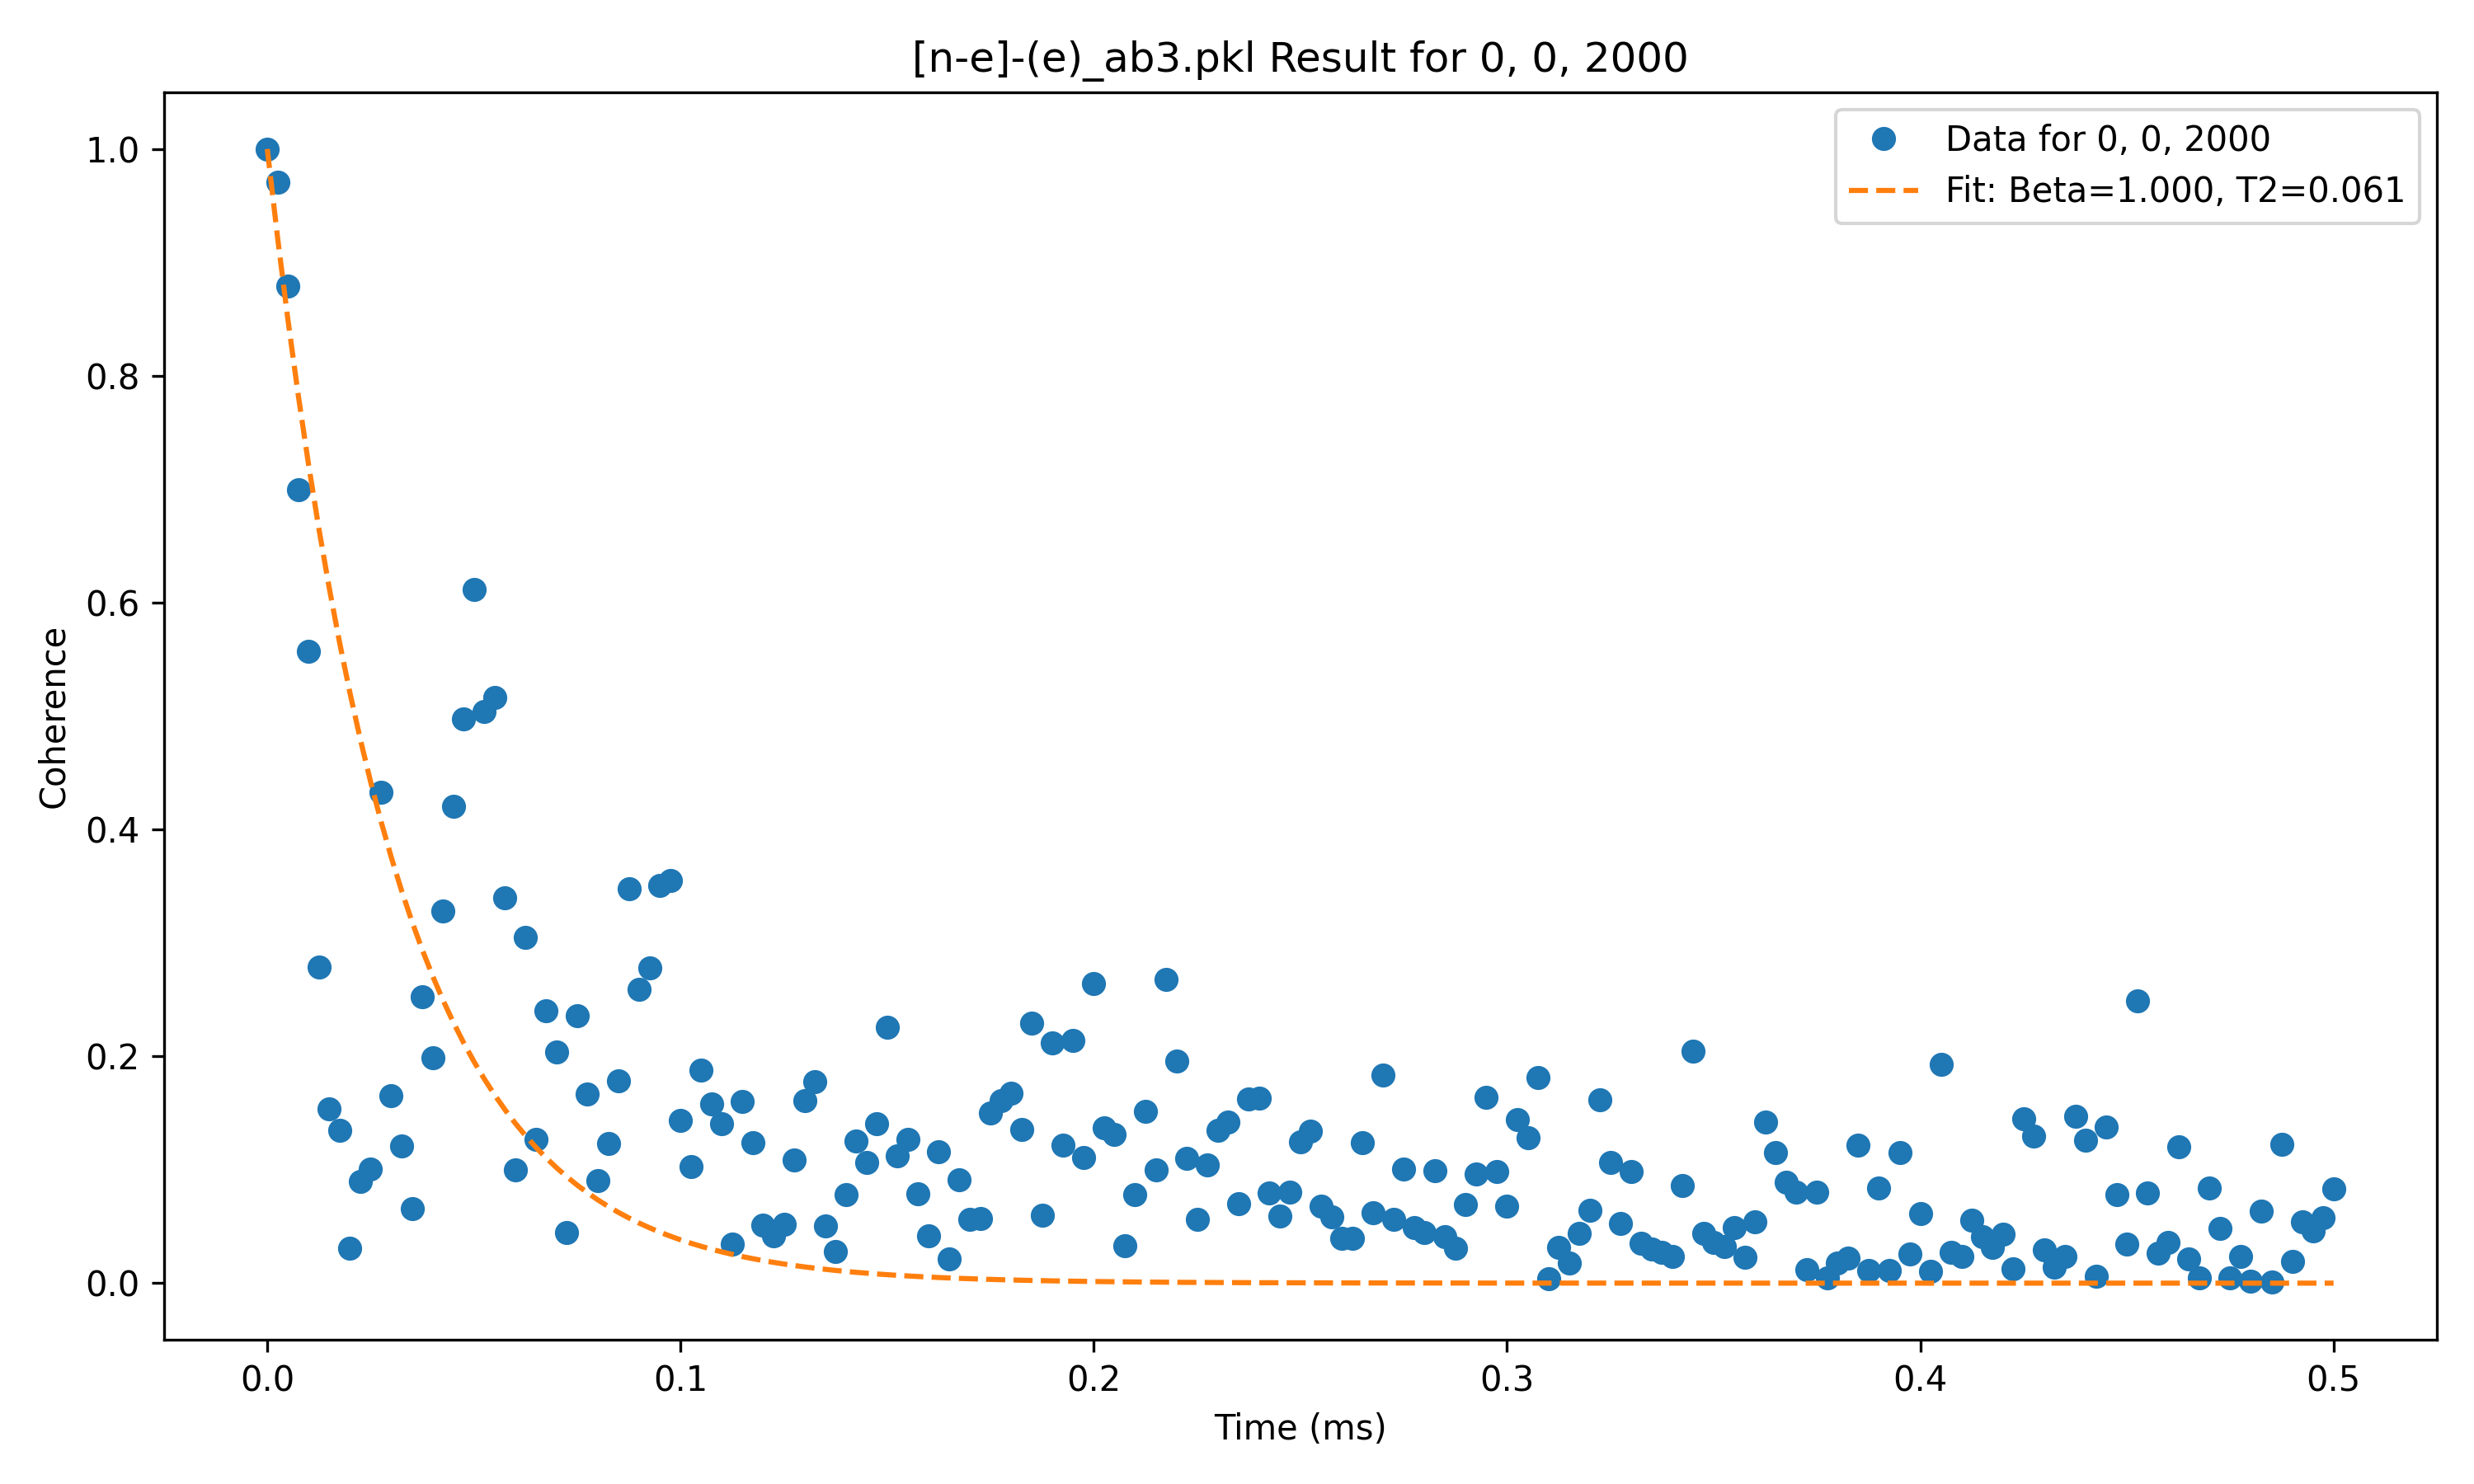 [n-e]-(e)_ab3.pkl Result for 0, 0, 2000
Data for 0, 0, 2000
Fit: Beta=1.000, T2=0.061
Coherence
1.0
0.8
0.6
0.4
0.2
0.0
0.0 0.1 0.2 0.3 0.4 0.5
Time (ms)